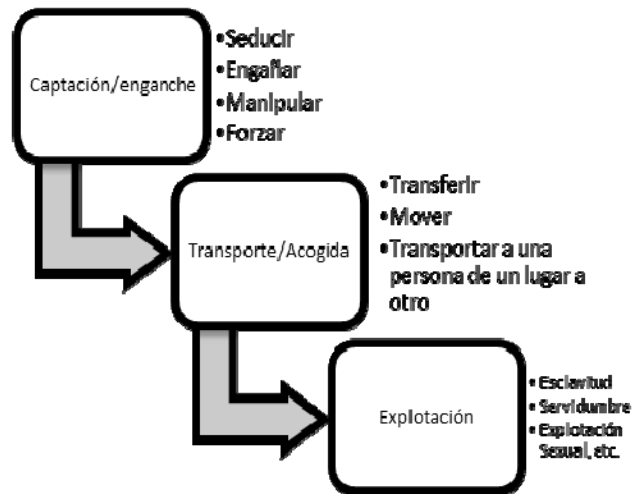 Captación/enganche
•Seducir
•Engañar
•Manipular
•Forzar
Transporte/Acogida
•Transferir
•Mover
•Transportar a una
persona de un lugar a
otro
Explotación
• Esclavitud
• Servidumbre
• Explotación
Sexual, etc.